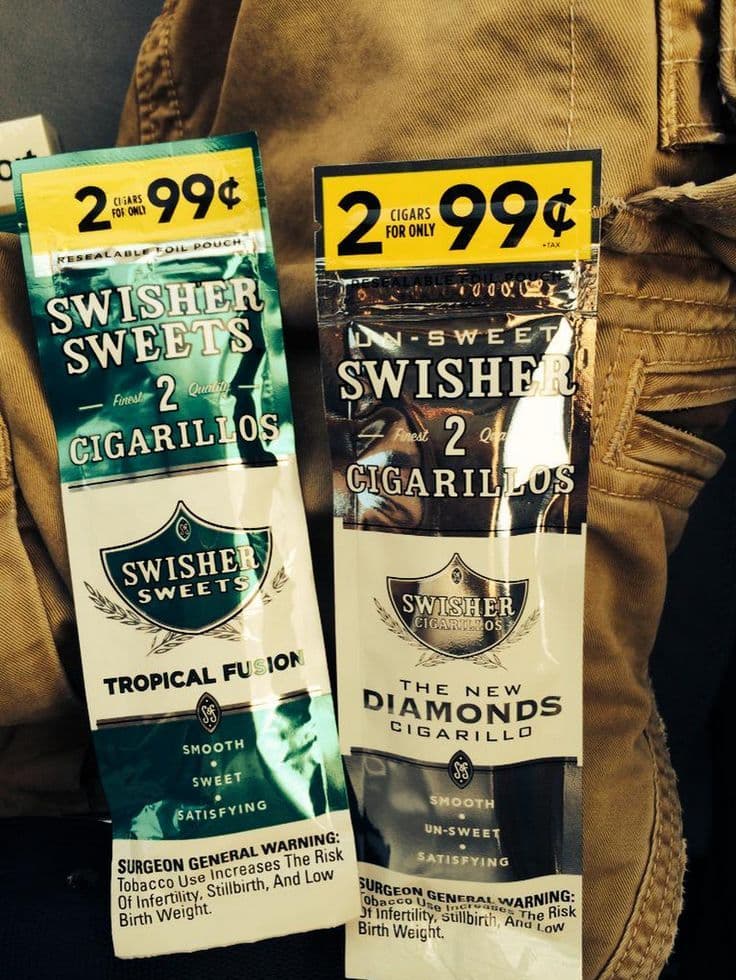 2 CIGARS FOR ONLY 99¢
RESEALABLE FOIL POUCH
SWISHER
SWEETS
Finest 2 Quality
CIGARILLOS
SWISHER
SWEETS
TROPICAL FUSION
S&S
SMOOTH
•
SWEET
•
SATISFYING
SURGEON GENERAL WARNING:
Tobacco Use Increases The Risk
Of Infertility, Stillbirth, And Low
Birth Weight.
2 CIGARS FOR ONLY 99¢
+TAX
RESEALABLE FOIL POUCH
UN-SWEET
SWISHER
Finest 2
CIGARILLOS
SWISHER
CIGARILLOS
THE NEW
DIAMONDS
CIGARILLO
S&S
SMOOTH
•
UN-SWEET
•
SATISFYING
SURGEON GENERAL WARNING:
Tobacco Use Increases The Risk
Of Infertility, Stillbirth, And Low
Birth Weight.